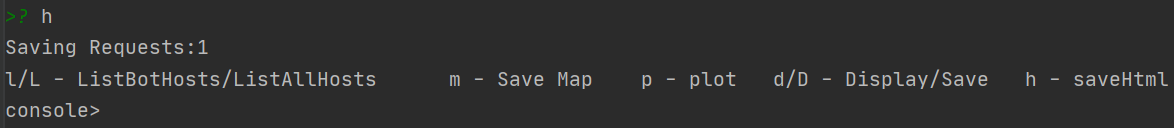 >? h
Saving Requests:1
l/L - ListBotHosts/ListAllHosts      m - Save Map    p - plot   d/D - Display/Save   h - saveHtml
console>